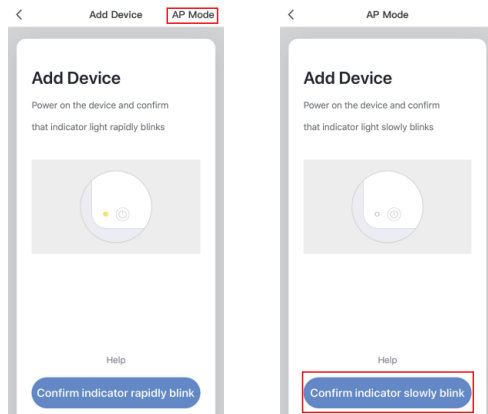 Add Device
AP Mode
Add Device
Power on the device and confirm
that indicator light rapidly blinks
Help
Confirm indicator rapidly blink
AP Mode
Add Device
Power on the device and confirm
that indicator light slowly blinks
Help
Confirm indicator slowly blink